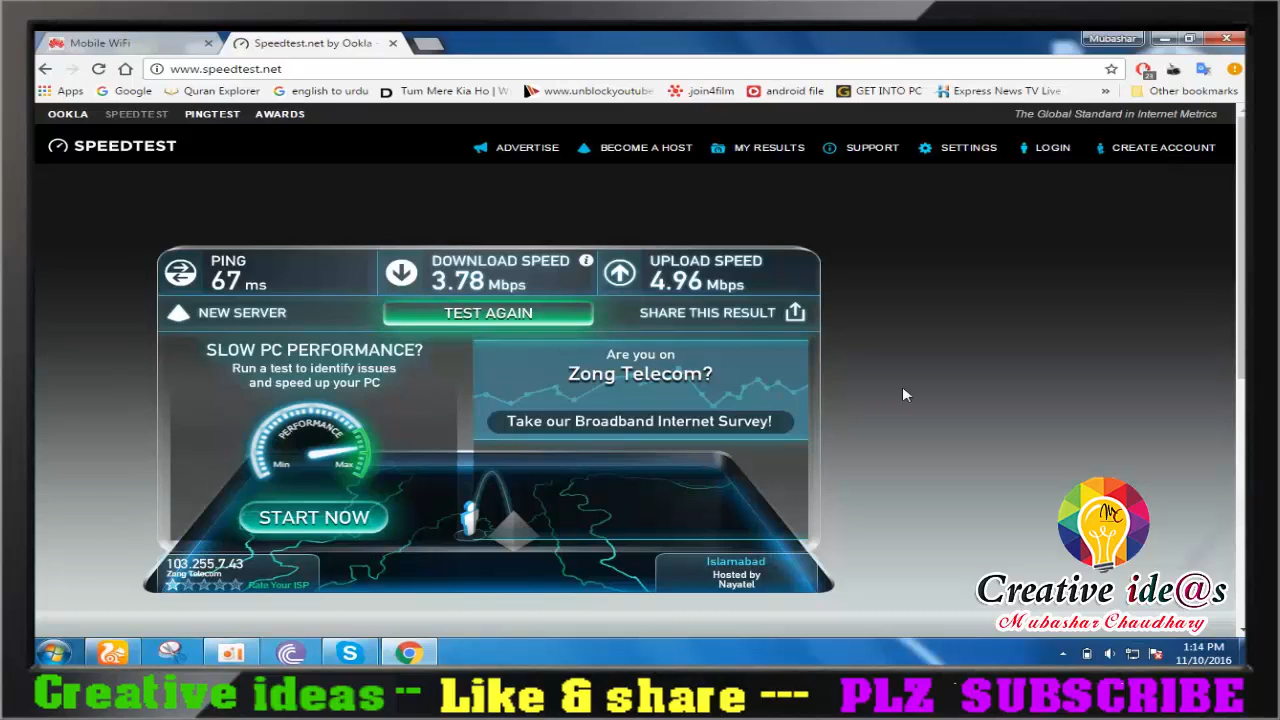 Mobile WiFi
Speedtest.net by Ookla -
Mubashar
www.speedtest.net
Apps
Google
Quran Explorer
english to urdu
Tum Mere Kia Ho | W
www.unblockyoutube
join4film
android file
GET INTO PC
Express News TV Live
»
Other bookmarks
23
OOKLA SPEEDTEST PINGTEST AWARDS
The Global Standard in Internet Metrics
SPEEDTEST
ADVERTISE
BECOME A HOST
MY RESULTS
SUPPORT
SETTINGS
LOGIN
CREATE ACCOUNT
PING
67 ms
DOWNLOAD SPEED
3.78 Mbps
UPLOAD SPEED
4.96 Mbps
NEW SERVER
TEST AGAIN
SHARE THIS RESULT
SLOW PC PERFORMANCE?
Run a test to identify issues
and speed up your PC
PERFORMANCE
Min
Max
START NOW
Are you on
Zong Telecom?
Take our Broadband Internet Survey!
103.255.7.43
Zong Telecom
Rate Your ISP
Islamabad
Hosted by
Nayatel
MC
Creative ide@s
Mubashar Chaudhary
1:14 PM
11/10/2016
Creative ideas -- Like & share --- PLZ SUBSCRIBE